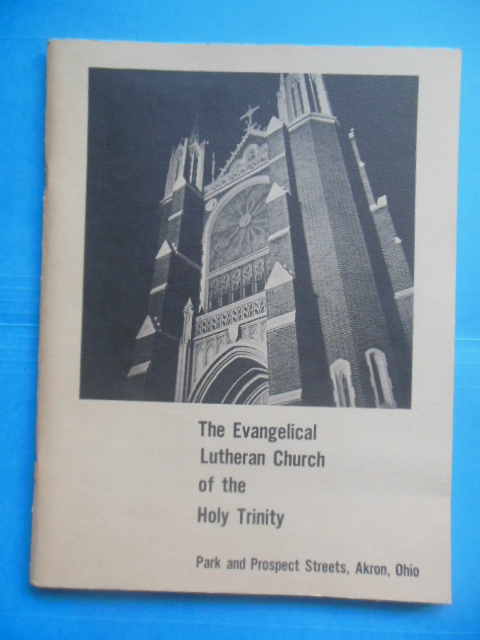 The Evangelical
Lutheran Church
of the
Holy Trinity
Park and Prospect Streets, Akron, Ohio